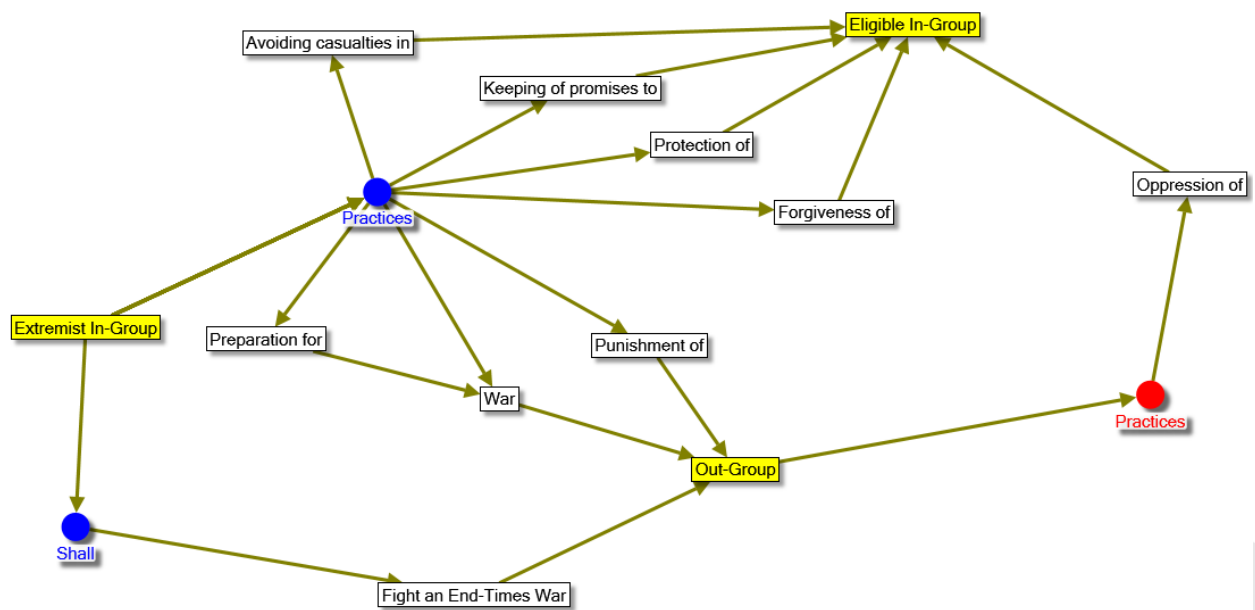 Eligible In-Group
Avoiding casualties in
Keeping of promises to
Protection of
Oppression of
Forgiveness of
Practices
Extremist In-Group
Preparation for
Punishment of
War
Practices
Out-Group
Shall
Fight an End-Times War